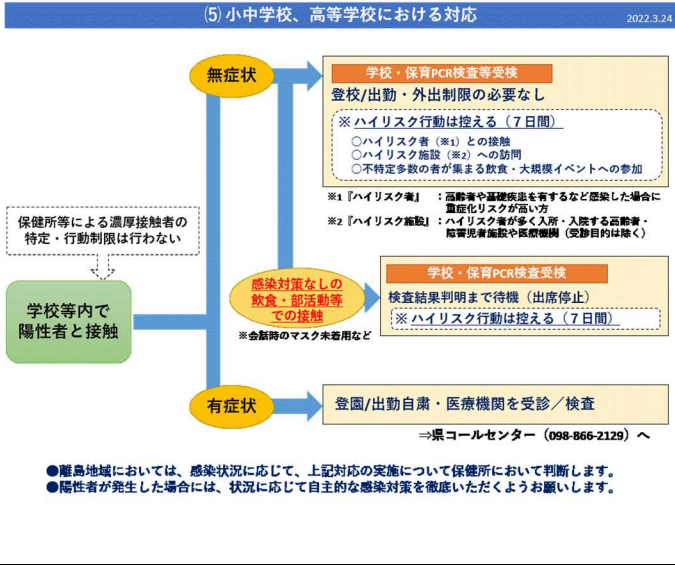 ⑸ 小中学校、高等学校における対応
2022.3.24
無症状
学校・保育PCR検査等受検
登校/出勤・外出制限の必要なし
※ ハイリスク行動は控える（７日間）
○ハイリスク者（※1）との接触
○ハイリスク施設（※2）への訪問
○不特定多数の者が集まる飲食・大規模イベントへの参加
※1『ハイリスク者』 ：高齢者や基礎疾患を有するなど感染した場合に
重症化リスクが高い方
※2『ハイリスク施設』：ハイリスク者が多く入所・入院する高齢者・
障害児者施設や医療機関（受診目的は除く）
保健所等による濃厚接触者の
特定・行動制限は行わない
学校等内で
陽性者と接触
感染対策なしの
飲食・部活動等
での接触
※会話時のマスク未着用など
学校・保育PCR検査受検
検査結果判明まで待機（出席停止）
※ ハイリスク行動は控える（７日間）
有症状
登園/出勤自粛・医療機関を受診／検査
⇒県コールセンター（098-866-2129）へ
●離島地域においては、感染状況に応じて、上記対応の実施について保健所において判断します。
●陽性者が発生した場合には、状況に応じて自主的な感染対策を徹底いただくようお願いします。